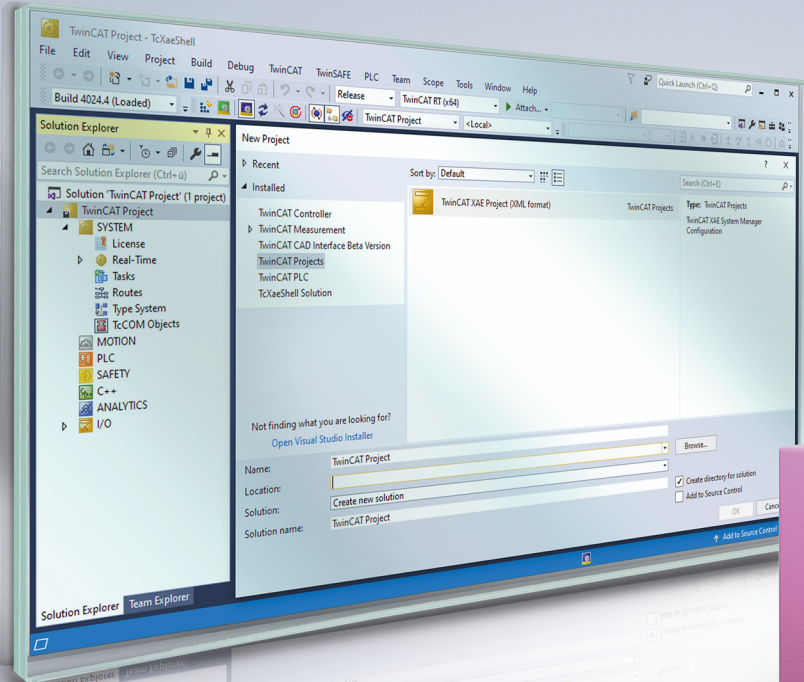 TwinCAT Project - TcXaeShell
File Edit View Project Build Debug TwinCAT TwinSAFE PLC Team Scope Tools Window Help
Quick Launch (Ctrl+Q)
Release TwinCAT RT (x64) Attach...
Build 4024.4 (Loaded) TwinCAT Project <Local>
Solution Explorer
Search Solution Explorer (Ctrl+ü)
Solution 'TwinCAT Project' (1 project)
TwinCAT Project
SYSTEM
License
Real-Time
Tasks
Routes
Type System
TcCOM Objects
MOTION
PLC
SAFETY
C++
ANALYTICS
I/O
Solution Explorer Team Explorer
New Project
? X
Recent
Installed
TwinCAT Controller
TwinCAT Measurement
TwinCAT CAD Interface Beta Version
TwinCAT Projects
TwinCAT PLC
TcXaeShell Solution
Not finding what you are looking for?
Open Visual Studio Installer
Sort by: Default
TwinCAT XAE Project (XML format) TwinCAT Projects
Search (Ctrl+E)
Type: TwinCAT Projects
TwinCAT XAE System Manager
Configuration
Name: TwinCAT Project
Location:
Browse...
Solution: Create new solution
Solution name: TwinCAT Project
Create directory for solution
Add to Source Control
OK Cance
Add to Source Control